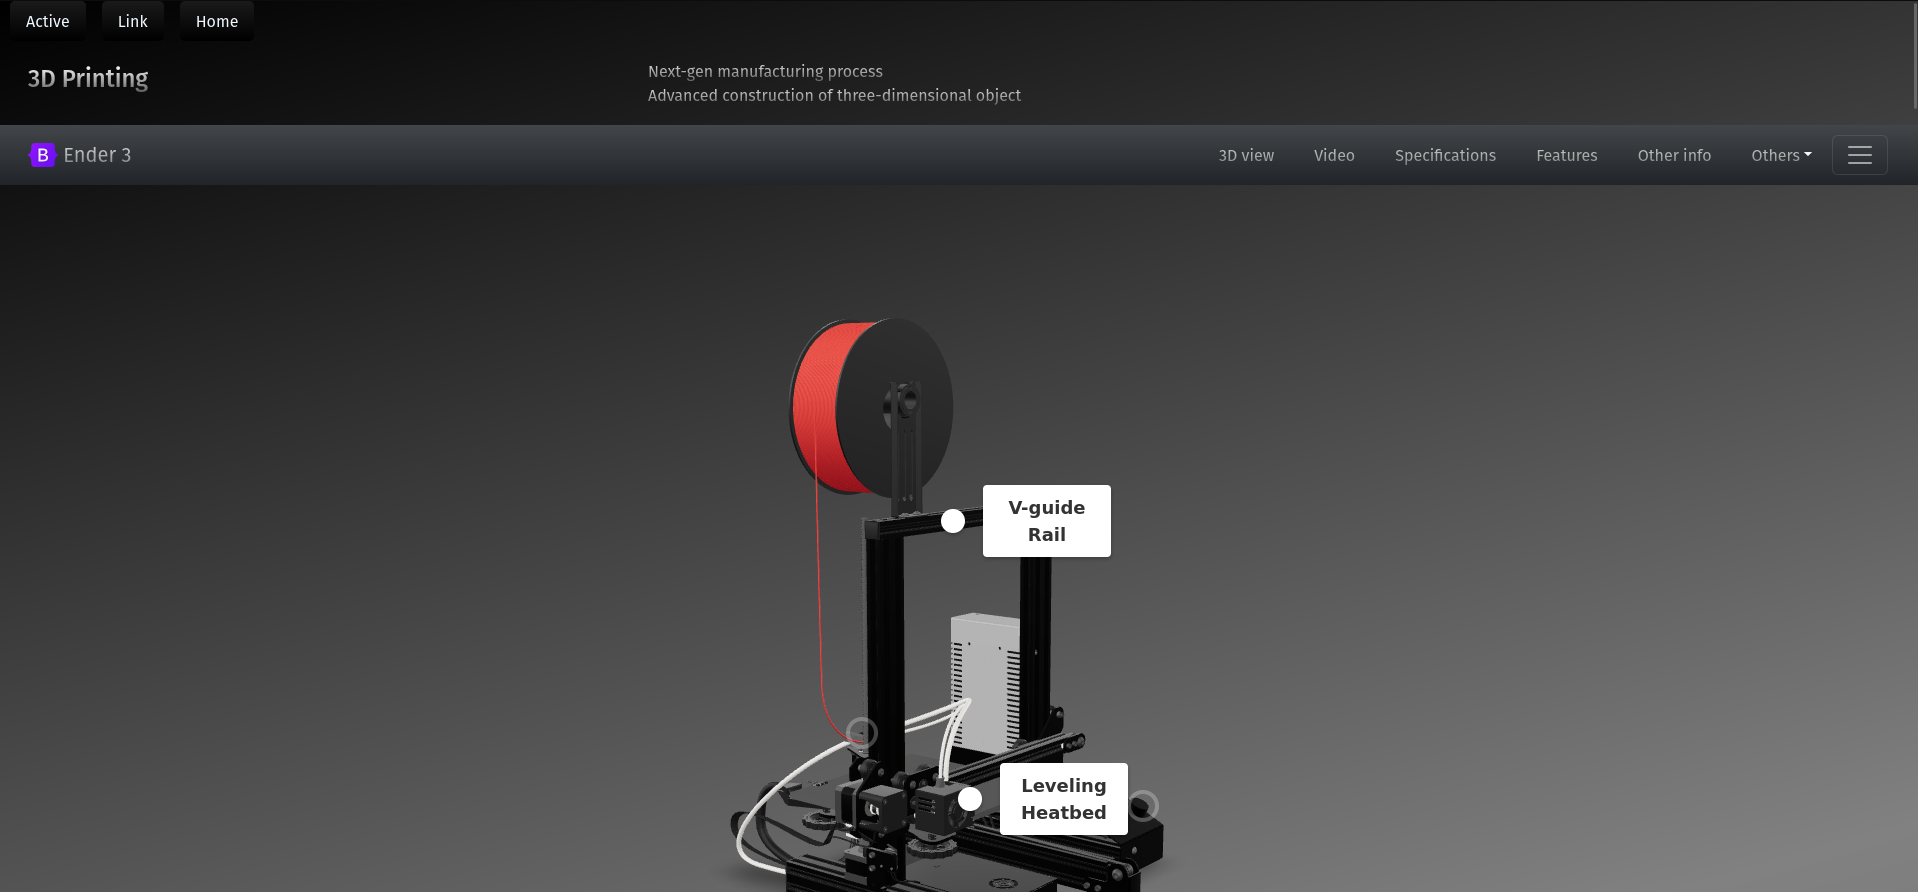 Active Link Home
3D Printing
Next-gen manufacturing process
Advanced construction of three-dimensional object
B Ender 3
3D view Video Specifications Features Other info Others
V-guide
Rail
Leveling
Heatbed